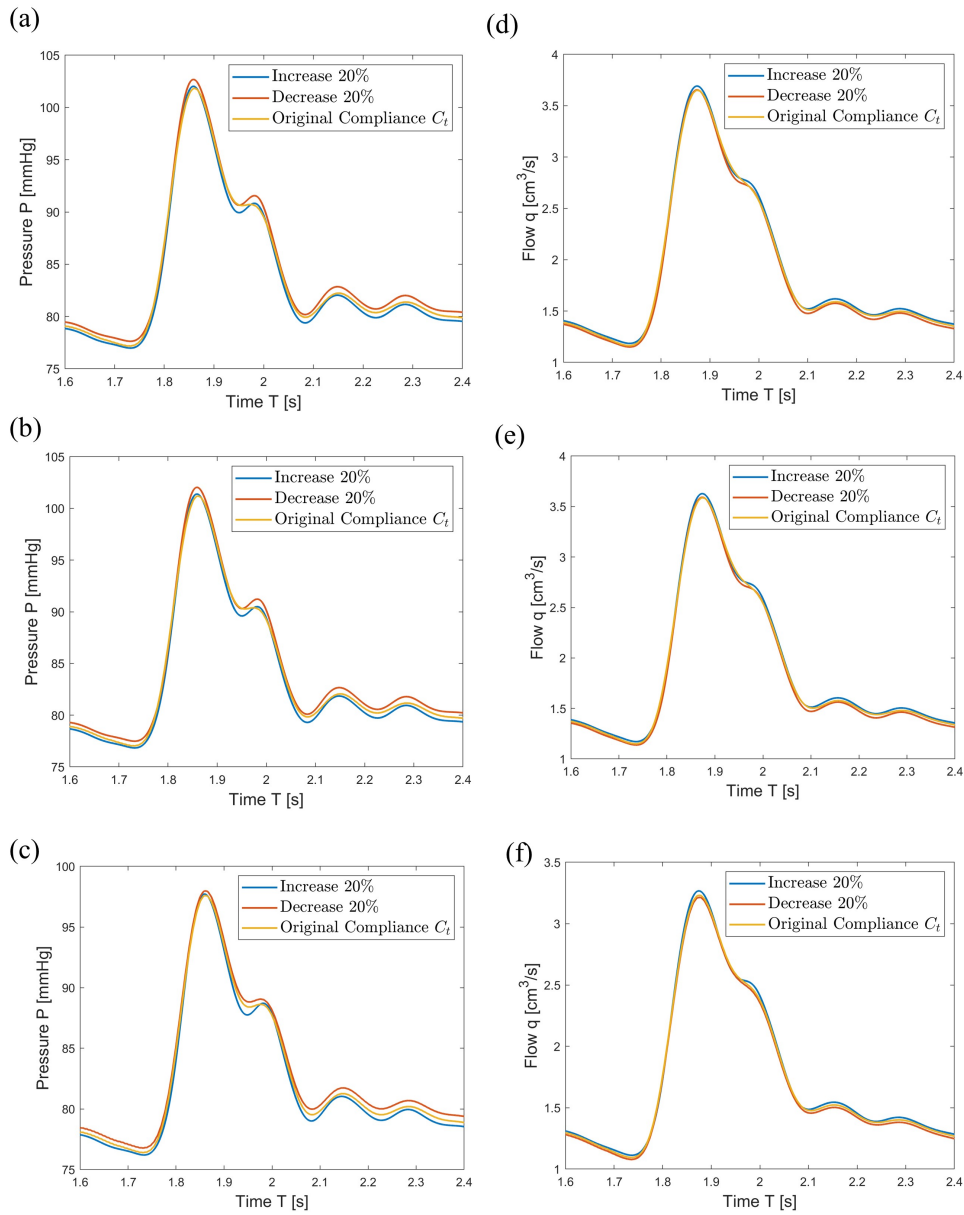 (a)
105
100
95
90
85
80
75
Pressure P [mmHg]
Increase 20%
Decrease 20%
Original Compliance Cₜ
1.6 1.7 1.8 1.9 2 2.1 2.2 2.3 2.4
Time T [s]
(d)
4
3.5
3
2.5
2
1.5
1
Flow q [cm³/s]
Increase 20%
Decrease 20%
Original Compliance Cₜ
1.6 1.7 1.8 1.9 2 2.1 2.2 2.3 2.4
Time T [s]
(b)
105
100
95
90
85
80
75
Pressure P [mmHg]
Increase 20%
Decrease 20%
Original Compliance Cₜ
1.6 1.7 1.8 1.9 2 2.1 2.2 2.3 2.4
Time T [s]
(e)
4
3.5
3
2.5
2
1.5
1
Flow q [cm³/s]
Increase 20%
Decrease 20%
Original Compliance Cₜ
1.6 1.7 1.8 1.9 2 2.1 2.2 2.3 2.4
Time T [s]
(c)
100
95
90
85
80
75
Pressure P [mmHg]
Increase 20%
Decrease 20%
Original Compliance Cₜ
1.6 1.7 1.8 1.9 2 2.1 2.2 2.3 2.4
Time T [s]
(f)
3.5
3
2.5
2
1.5
1
Flow q [cm³/s]
Increase 20%
Decrease 20%
Original Compliance Cₜ
1.6 1.7 1.8 1.9 2 2.1 2.2 2.3 2.4
Time T [s]